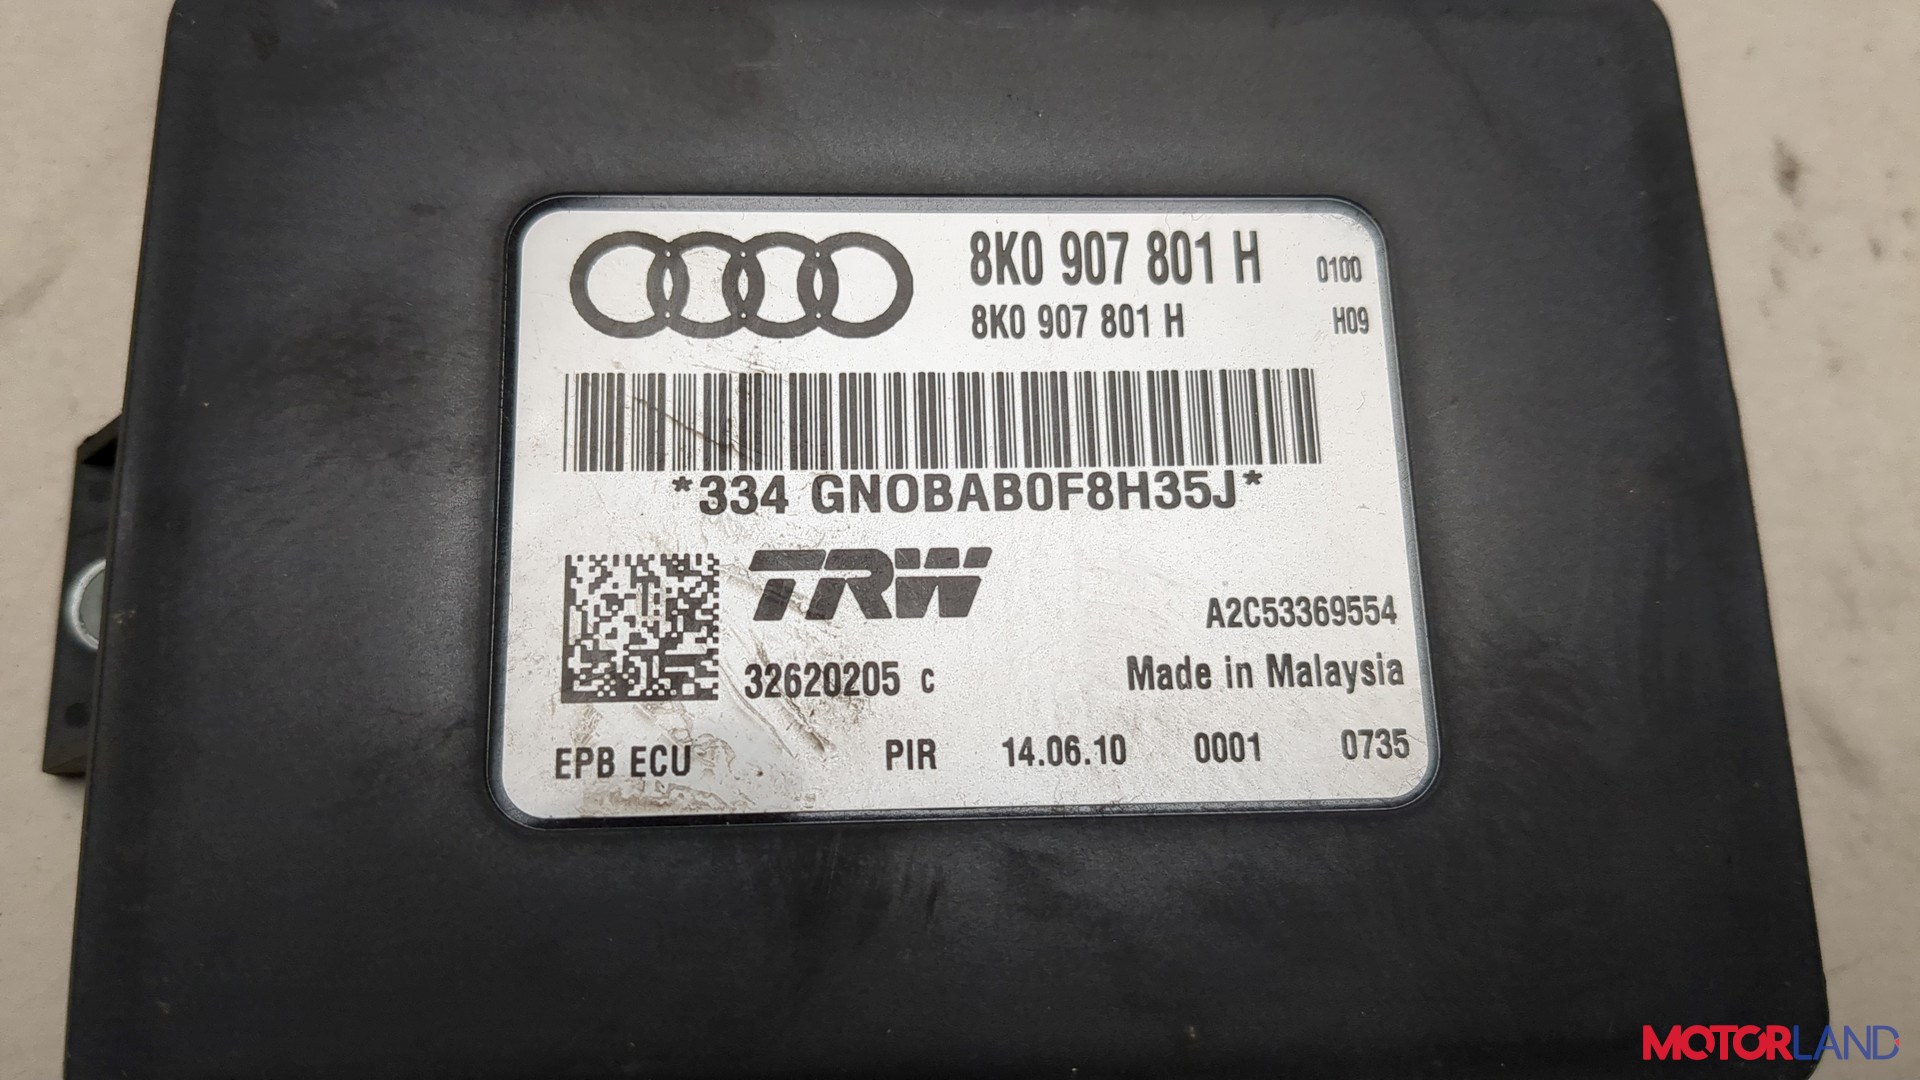 8K0 907 801 H 0100
8K0 907 801 H H09
*334 GNOBAB0F8H35J*
TRW
A2C53369554
32620205 c
Made in Malaysia
EPB ECU PIR 14.06.10 0001 0735
MOTORLAND